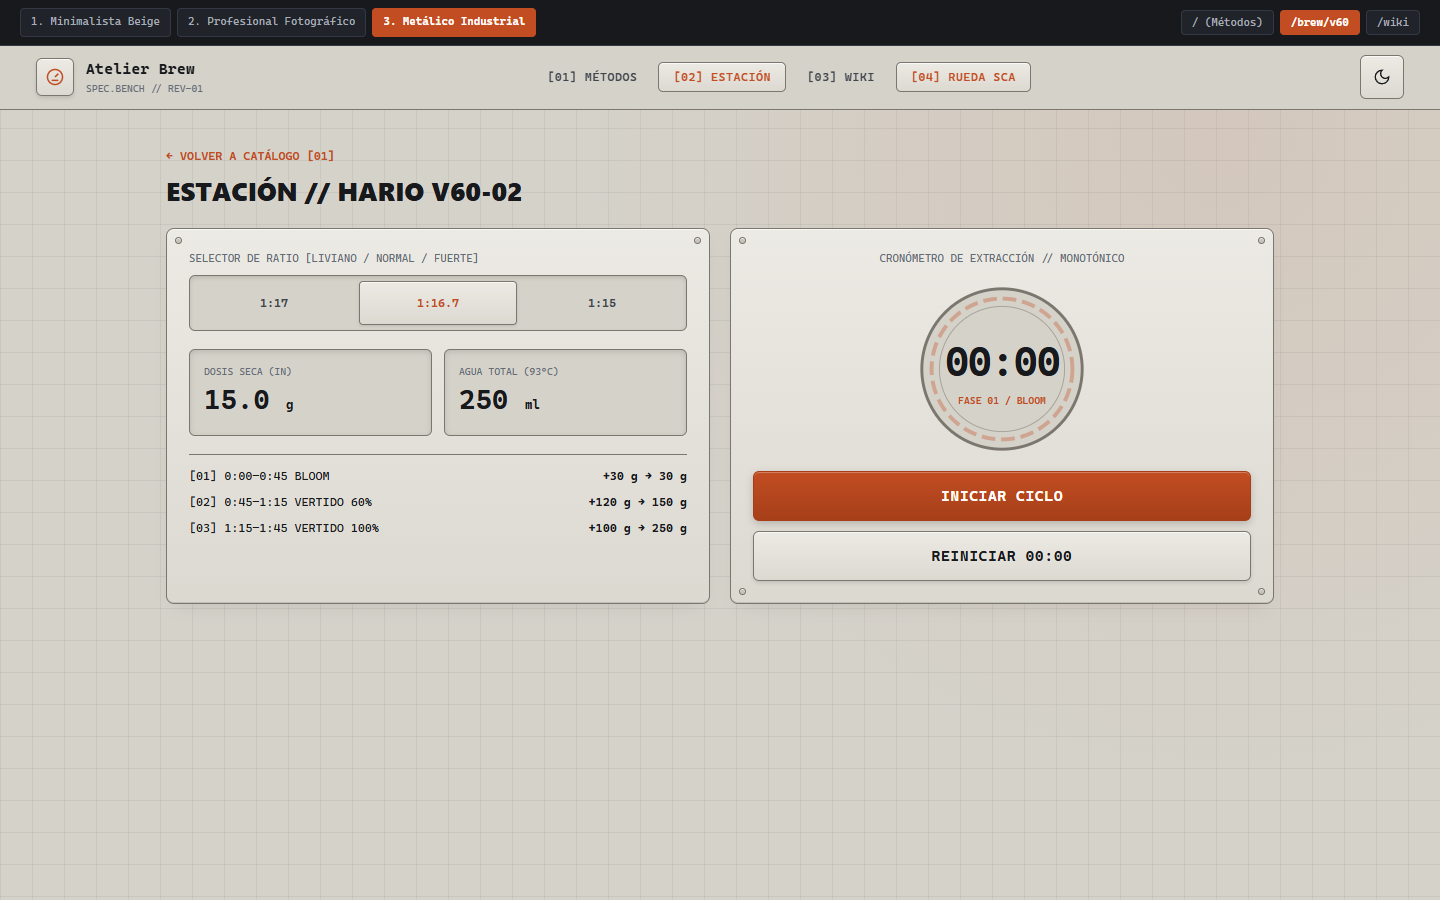 1. Minimalista Beige
2. Profesional Fotográfico
3. Metálico Industrial
/ (Métodos)
/brew/v60
/wiki
Atelier Brew
SPEC.BENCH // REV-01
[01] MÉTODOS
[02] ESTACIÓN
[03] WIKI
[04] RUEDA SCA
← VOLVER A CATÁLOGO [01]
ESTACIÓN // HARIO V60-02
SELECTOR DE RATIO [LIVIANO / NORMAL / FUERTE]
1:17
1:16.7
1:15
DOSIS SECA (IN)
15.0 g
AGUA TOTAL (93°C)
250 ml
[01] 0:00–0:45 BLOOM
+30 g → 30 g
[02] 0:45–1:15 VERTIDO 60%
+120 g → 150 g
[03] 1:15–1:45 VERTIDO 100%
+100 g → 250 g
CRONÓMETRO DE EXTRACCIÓN // MONOTÓNICO
00:00
FASE 01 / BLOOM
INICIAR CICLO
REINICIAR 00:00